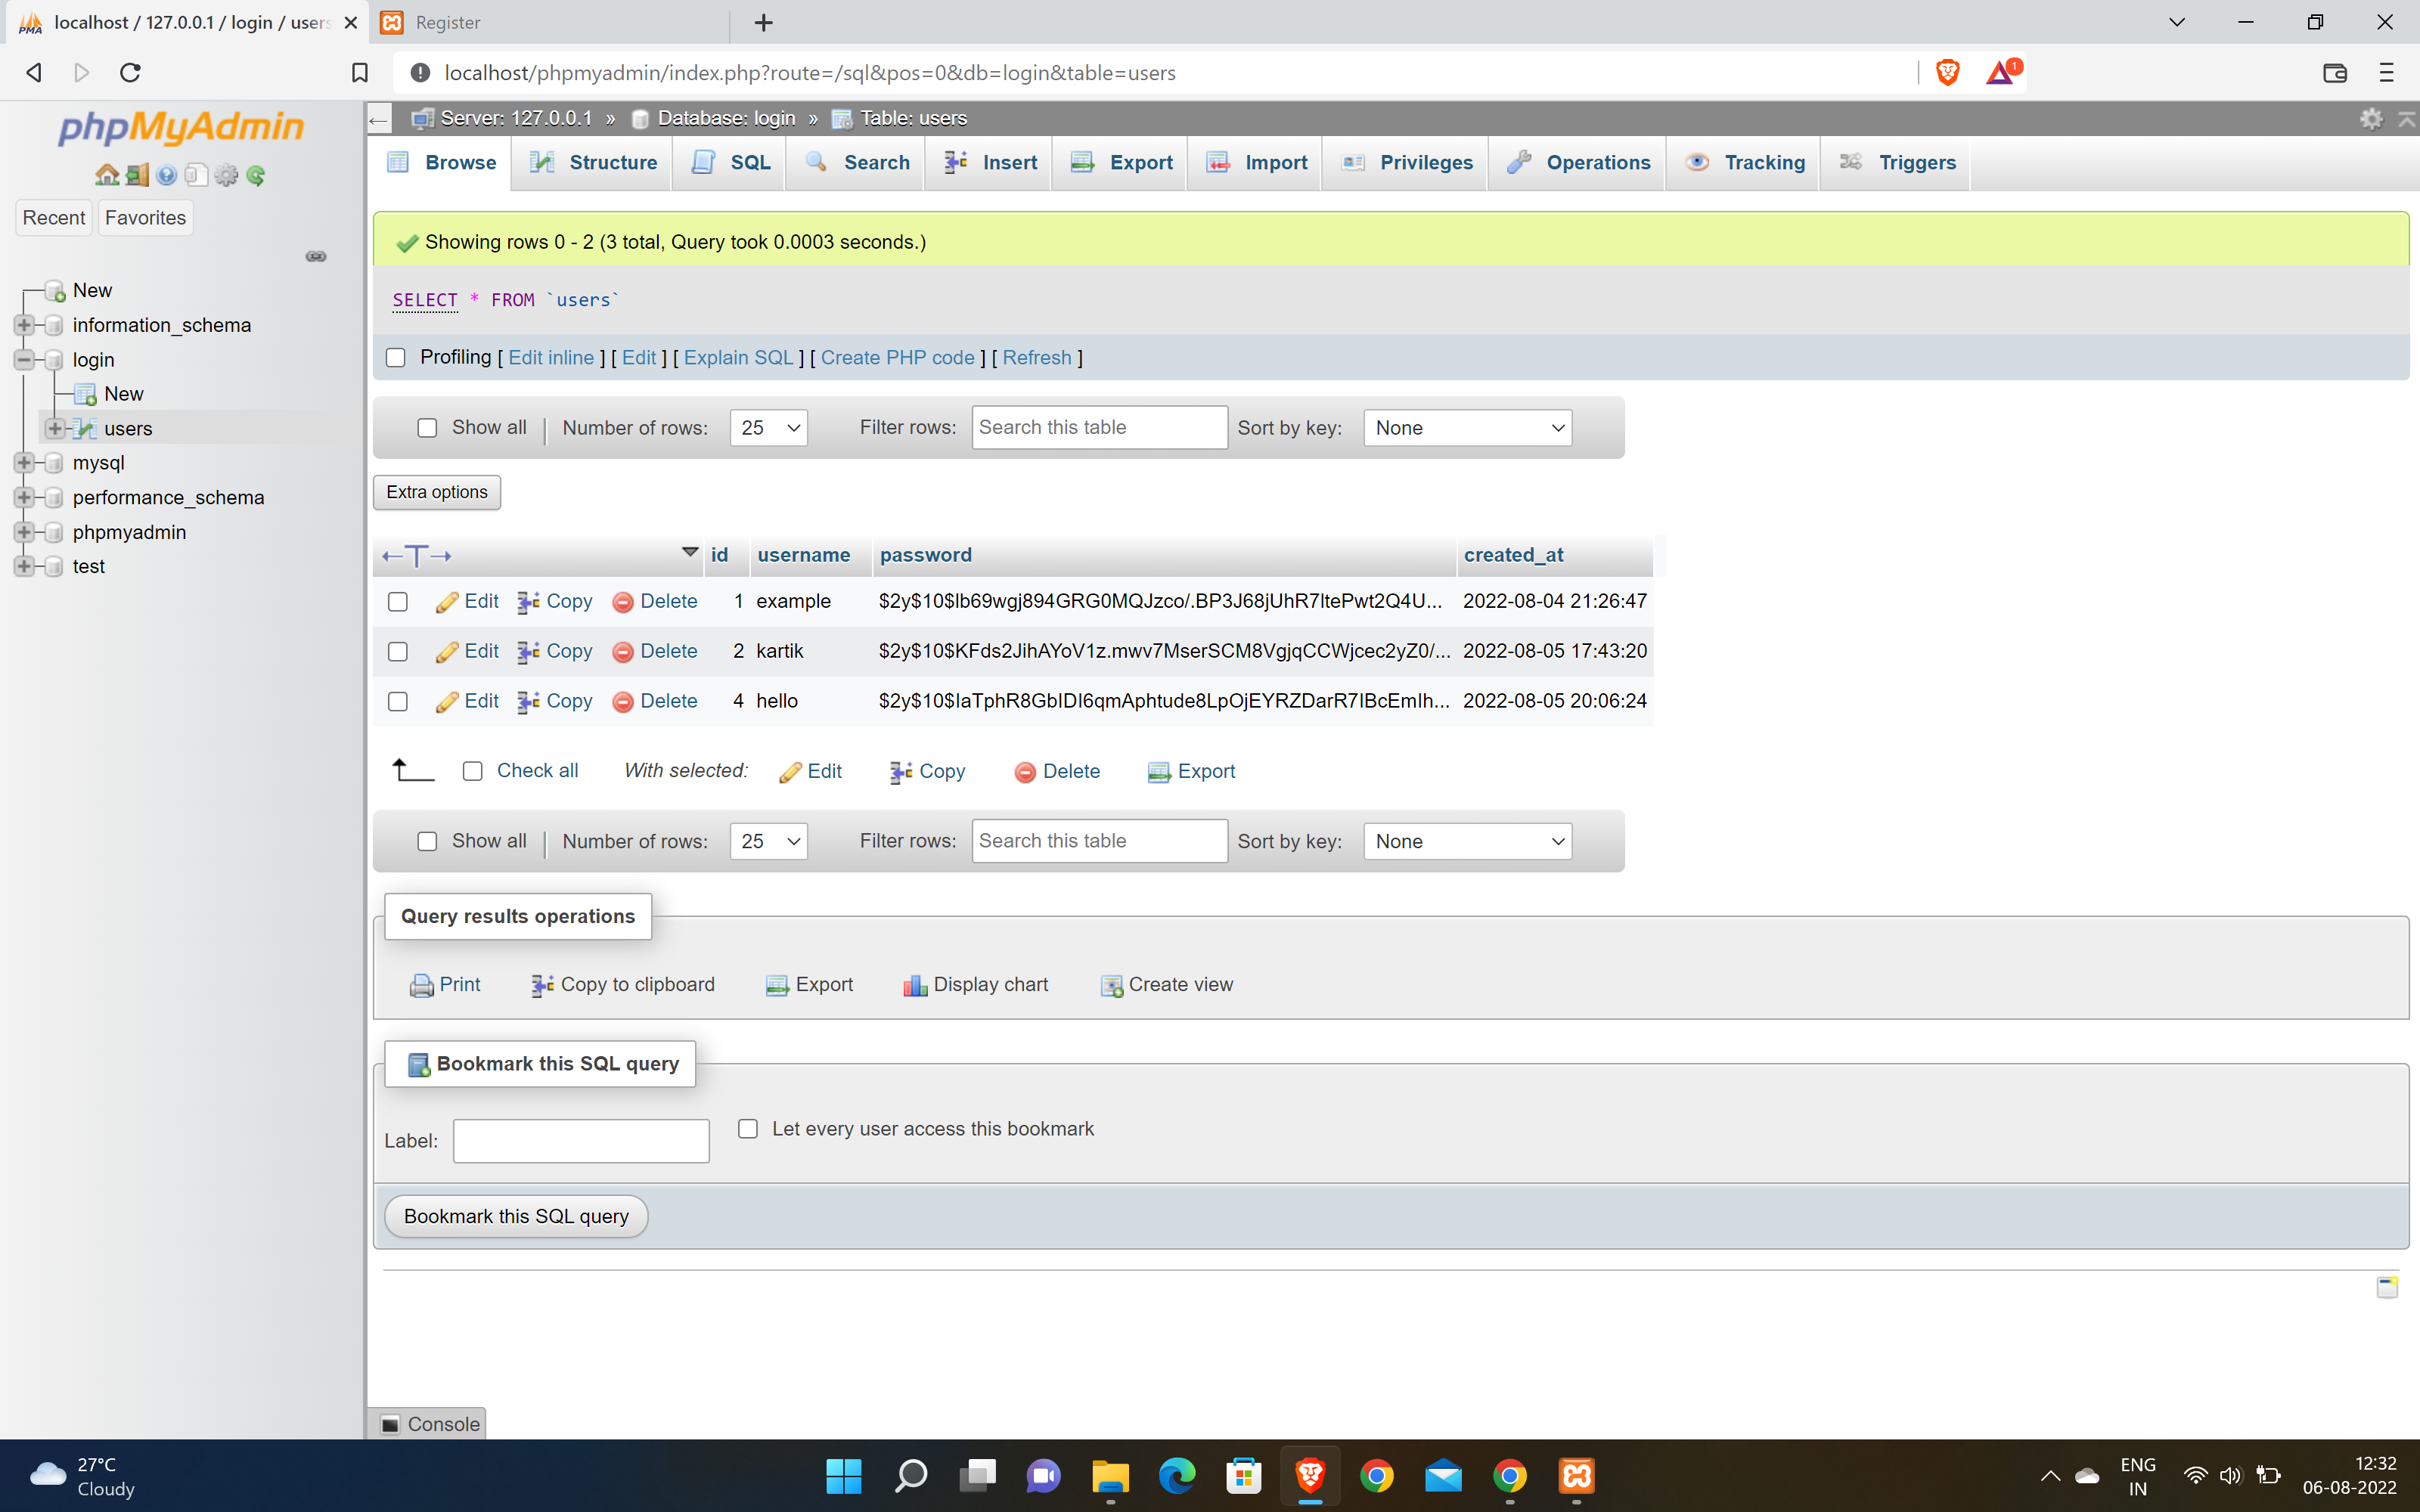 localhost / 127.0.0.1 / login / users
Register
localhost/phpmyadmin/index.php?route=/sql&pos=0&db=login&table=users
1
phpMyAdmin
Recent Favorites
New
information_schema
login
New
users
mysql
performance_schema
phpmyadmin
test
Server: 127.0.0.1 » Database: login » Table: users
Browse Structure SQL Search Insert Export Import Privileges Operations Tracking Triggers
Showing rows 0 - 2 (3 total, Query took 0.0003 seconds.)
SELECT * FROM `users`
Profiling [ Edit inline ] [ Edit ] [ Explain SQL ] [ Create PHP code ] [ Refresh ]
Show all | Number of rows: 25 Filter rows: Search this table Sort by key: None
Extra options
←T→ id username password created_at
Edit Copy Delete 1 example $2y$10$lb69wgj894GRG0MQJzco/.BP3J68jUhR7ltePwt2Q4U... 2022-08-04 21:26:47
Edit Copy Delete 2 kartik $2y$10$KFds2JihAYoV1z.mwv7MserSCM8VgjqCCWjcec2yZ0/... 2022-08-05 17:43:20
Edit Copy Delete 4 hello $2y$10$IaTphR8GbIDI6qmAphtude8LpOjEYRZDarR7IBcEmIh... 2022-08-05 20:06:24
Check all With selected: Edit Copy Delete Export
Show all | Number of rows: 25 Filter rows: Search this table Sort by key: None
Query results operations
Print Copy to clipboard Export Display chart Create view
Bookmark this SQL query
Label: Let every user access this bookmark
Bookmark this SQL query
Console
27°C
Cloudy
ENG
IN
12:32
06-08-2022